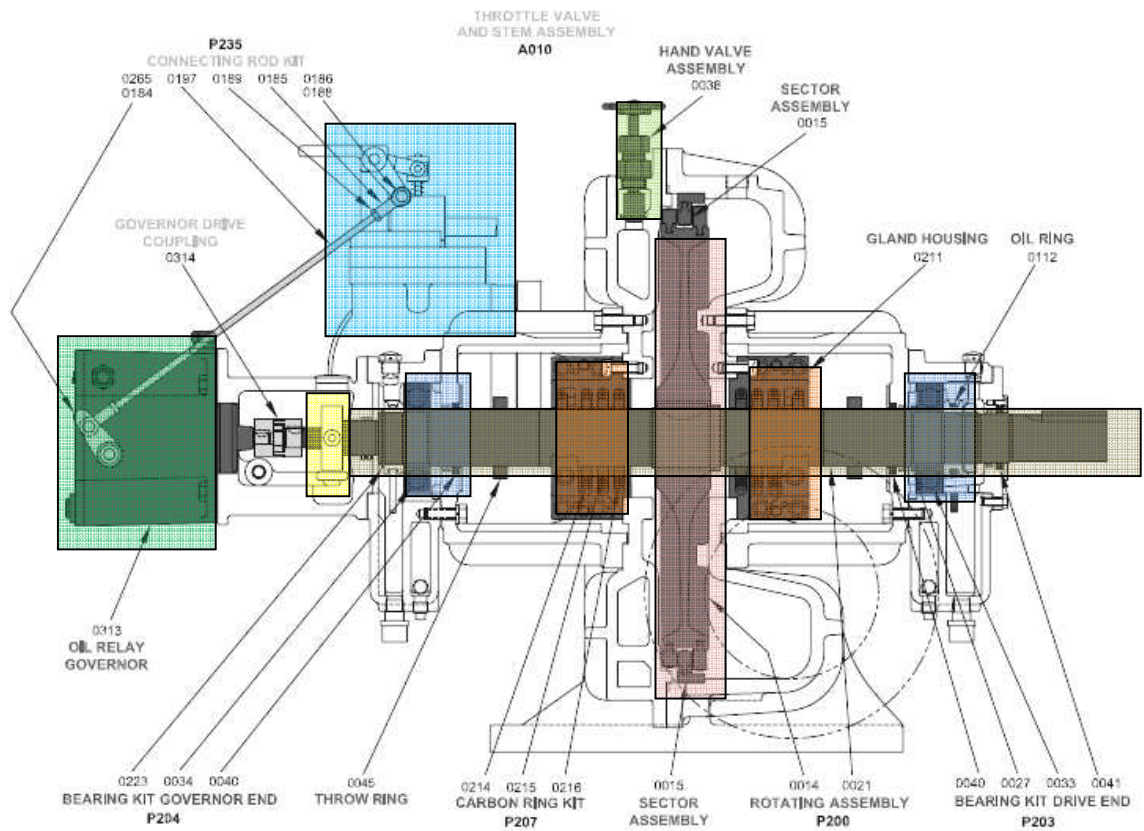 THROTTLE VALVE
AND STEM ASSEMBLY
A010
P235
CONNECTING ROD KIT
0265 0197 0189 0185 0186
0184 0188
HAND VALVE
ASSEMBLY
0038
SECTOR
ASSEMBLY
0015
GOVERNOR DRIVE
COUPLING
0314
GLAND HOUSING
0211
OIL RING
0112
0313
OIL RELAY
GOVERNOR
0223 0034 0040
BEARING KIT GOVERNOR END
P204
0045
THROW RING
0214 0215 0216
CARBON RING KIT
P207
0015
SECTOR
ASSEMBLY
0014 0021
ROTATING ASSEMBLY
P200
0040 0027 0033 0041
BEARING KIT DRIVE END
P203